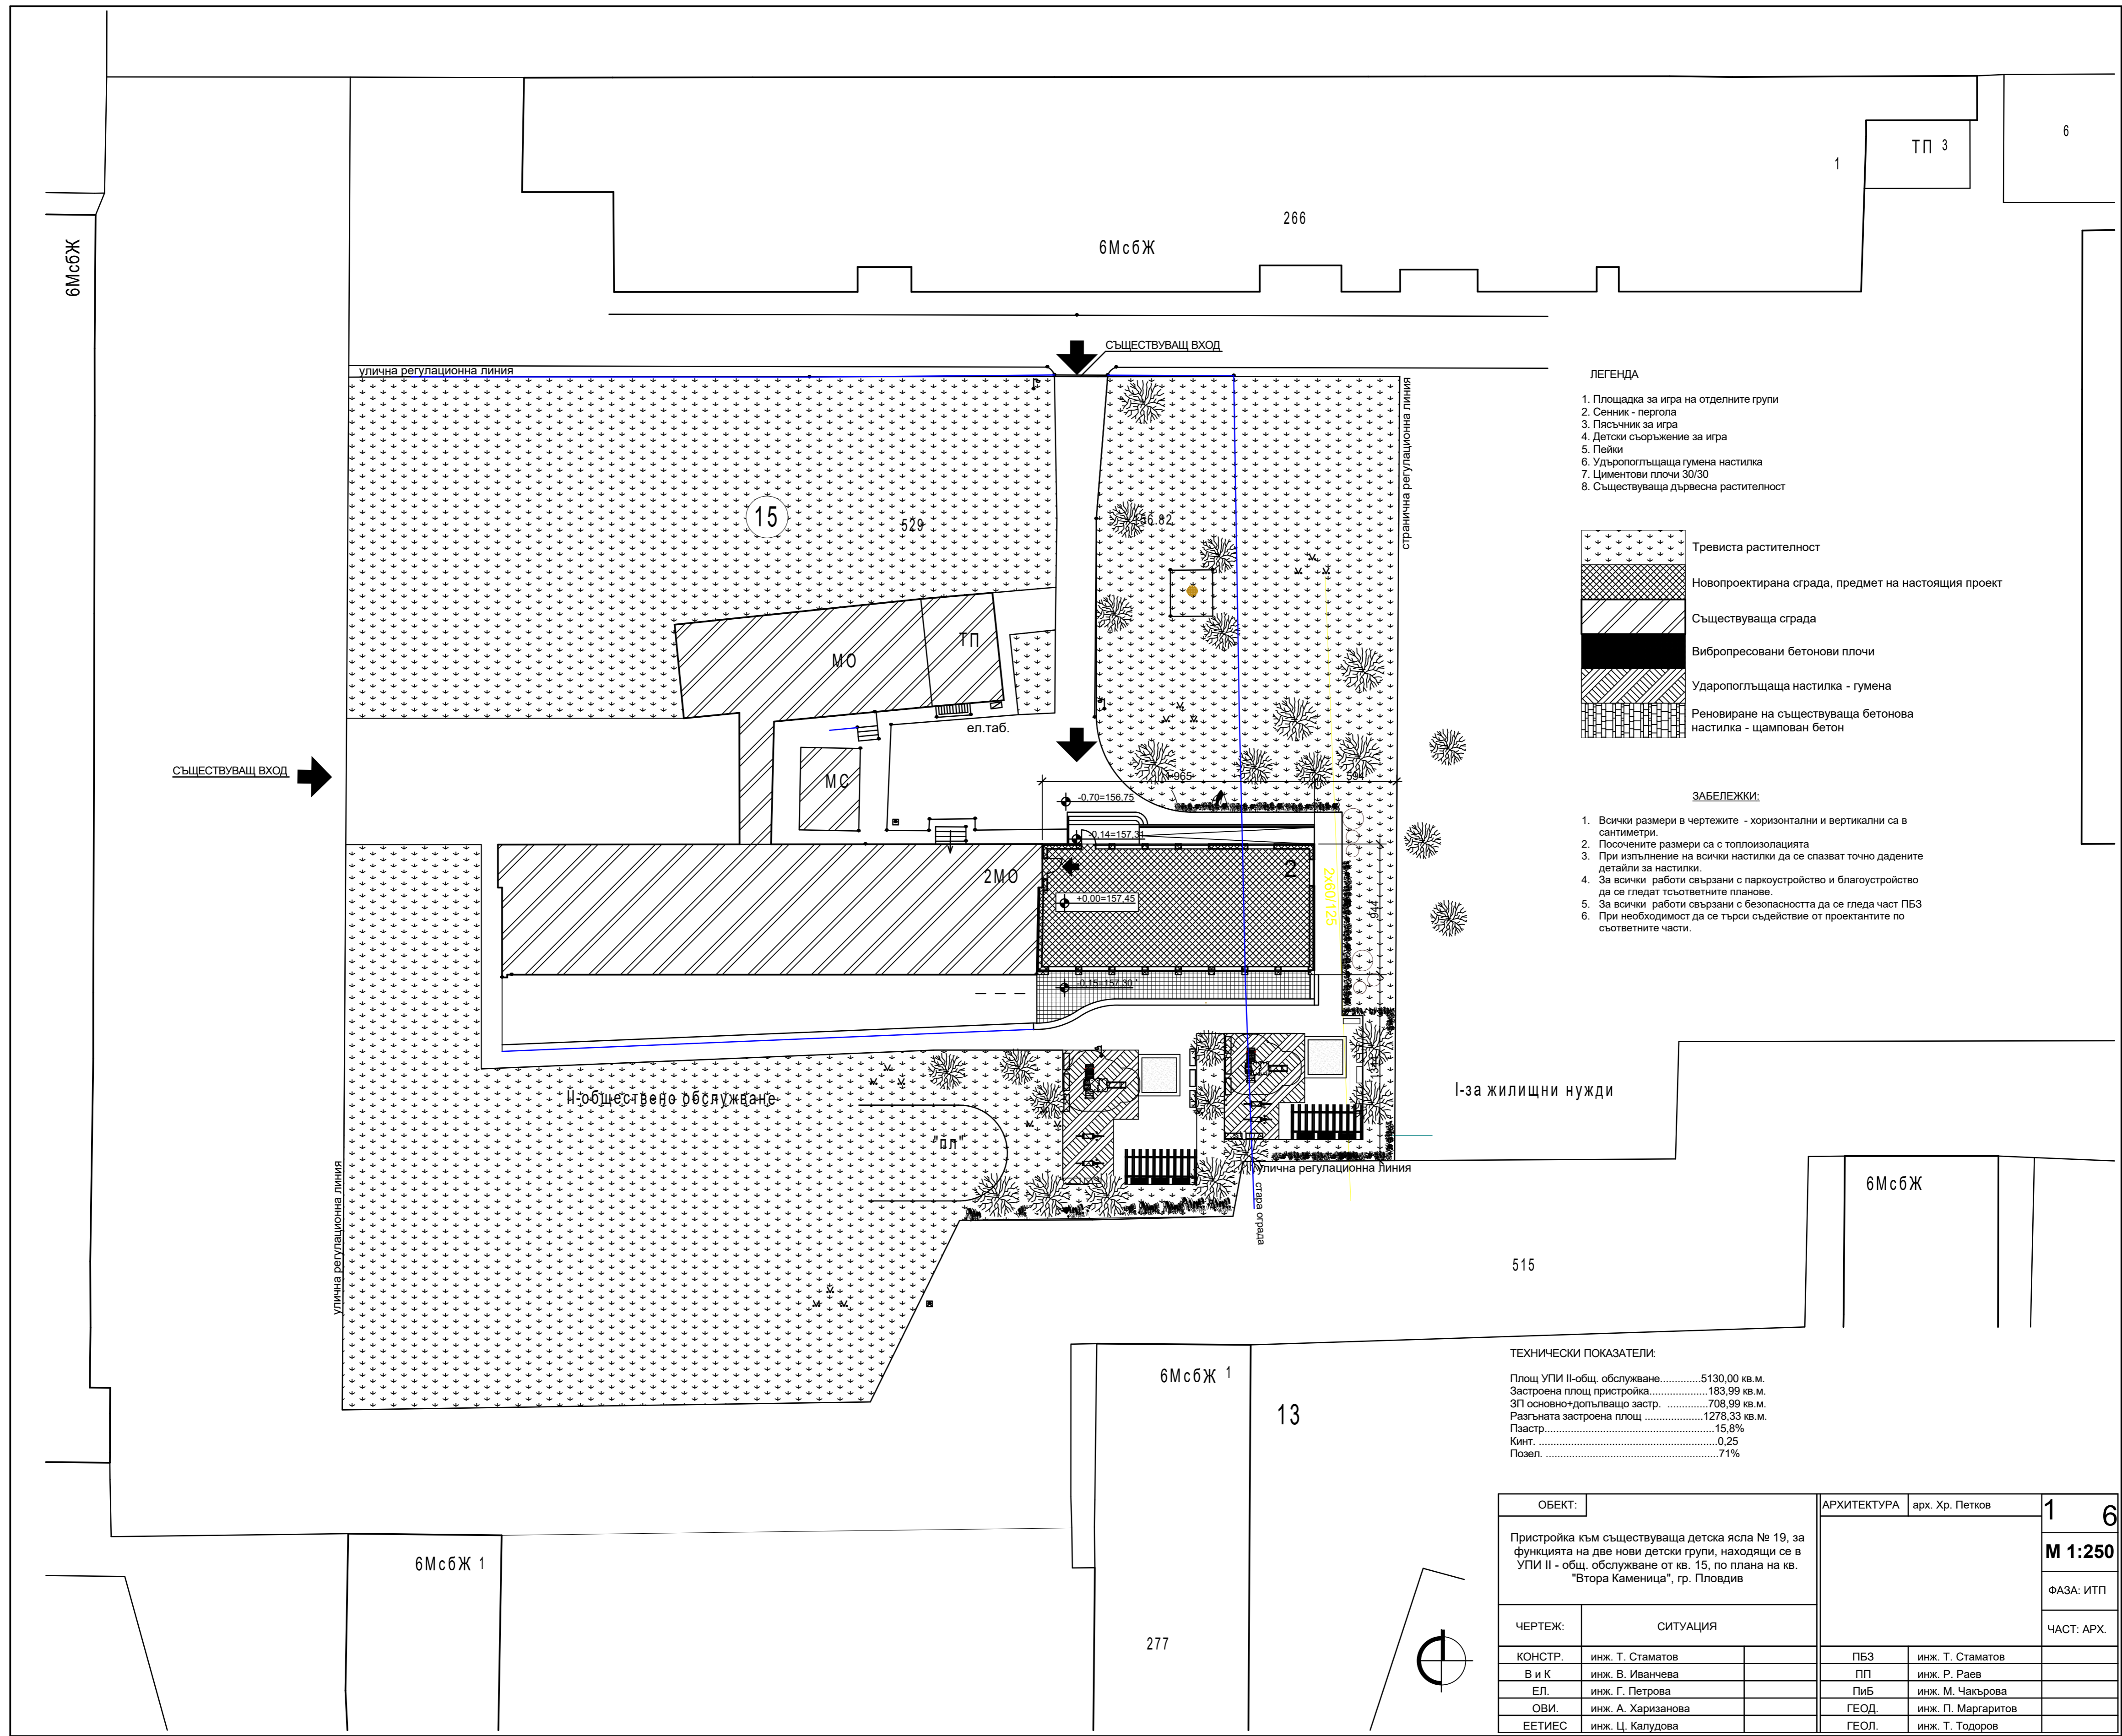 6МсбЖ
266
6МсбЖ
1
ТП 3
6
СЪЩЕСТВУВАЩ ВХОД
улична регулационна линия
странична регулационна линия
15
529
МО
ТП
ел.таб.
МС
СЪЩЕСТВУВАЩ ВХОД
594
-0,70=156,75
-0,14=157,31
2МО
2
+0,00=157,45
2x60/125
944
-0,15=157,30
II-обществено обслужване
"пл"
I-за жилищни нужди
улична регулационна линия
стара ограда
улична регулационна линия
515
6МсбЖ
6МсбЖ 1
13
6МсбЖ 1
277
ЛЕГЕНДА
1. Площадка за игра на отделните групи
2. Сенник - пергола
3. Пясъчник за игра
4. Детски съоръжение за игра
5. Пейки
6. Удъропоглъщаща гумена настилка
7. Циментови плочи 30/30
8. Съществуваща дървесна растителност
Тревиста растителност
Новопроектирана сграда, предмет на настоящия проект
Съществуваща сграда
Вибропресовани бетонови плочи
Ударопоглъщаща настилка - гумена
Реновиране на съществуваща бетонова
настилка - щампован бетон
ЗАБЕЛЕЖКИ:
1. Всички размери в чертежите - хоризонтални и вертикални са в
сантиметри.
2. Посочените размери са с топлоизолацията
3. При изпълнение на всички настилки да се спазват точно дадените
детайли за настилки.
4. За всички работи свързани с паркоустройство и благоустройство
да се гледат тсъответните планове.
5. За всички работи свързани с безопасността да се гледа част ПБЗ
6. При необходимост да се търси съдействие от проектантите по
съответните части.
ТЕХНИЧЕСКИ ПОКАЗАТЕЛИ:
Площ УПИ II-общ. обслужване..............5130,00 кв.м.
Застроена площ пристройка....................183,99 кв.м.
ЗП основно+допълващо застр. ..............708,99 кв.м.
Разгъната застроена площ ....................1278,33 кв.м.
Пзастр..........................................................15,8%
Кинт. .............................................................0,25
Позел. ...........................................................71%
ОБЕКТ:
Пристройка към съществуваща детска ясла № 19, за
функцията на две нови детски групи, находящи се в
УПИ II - общ. обслужване от кв. 15, по плана на кв.
"Втора Каменица", гр. Пловдив
АРХИТЕКТУРА арх. Хр. Петков
1 6
М 1:250
ФАЗА: ИТП
ЧАСТ: АРХ.
ЧЕРТЕЖ: СИТУАЦИЯ
КОНСТР. инж. Т. Стаматов ПБЗ инж. Т. Стаматов
В и К инж. В. Иванчева ПП инж. Р. Раев
ЕЛ. инж. Г. Петрова ПиБ инж. М. Чакърова
ОВИ. инж. А. Харизанова ГЕОД. инж. П. Маргаритов
ЕЕТИЕС инж. Ц. Калудова ГЕОЛ. инж. Т. Тодоров